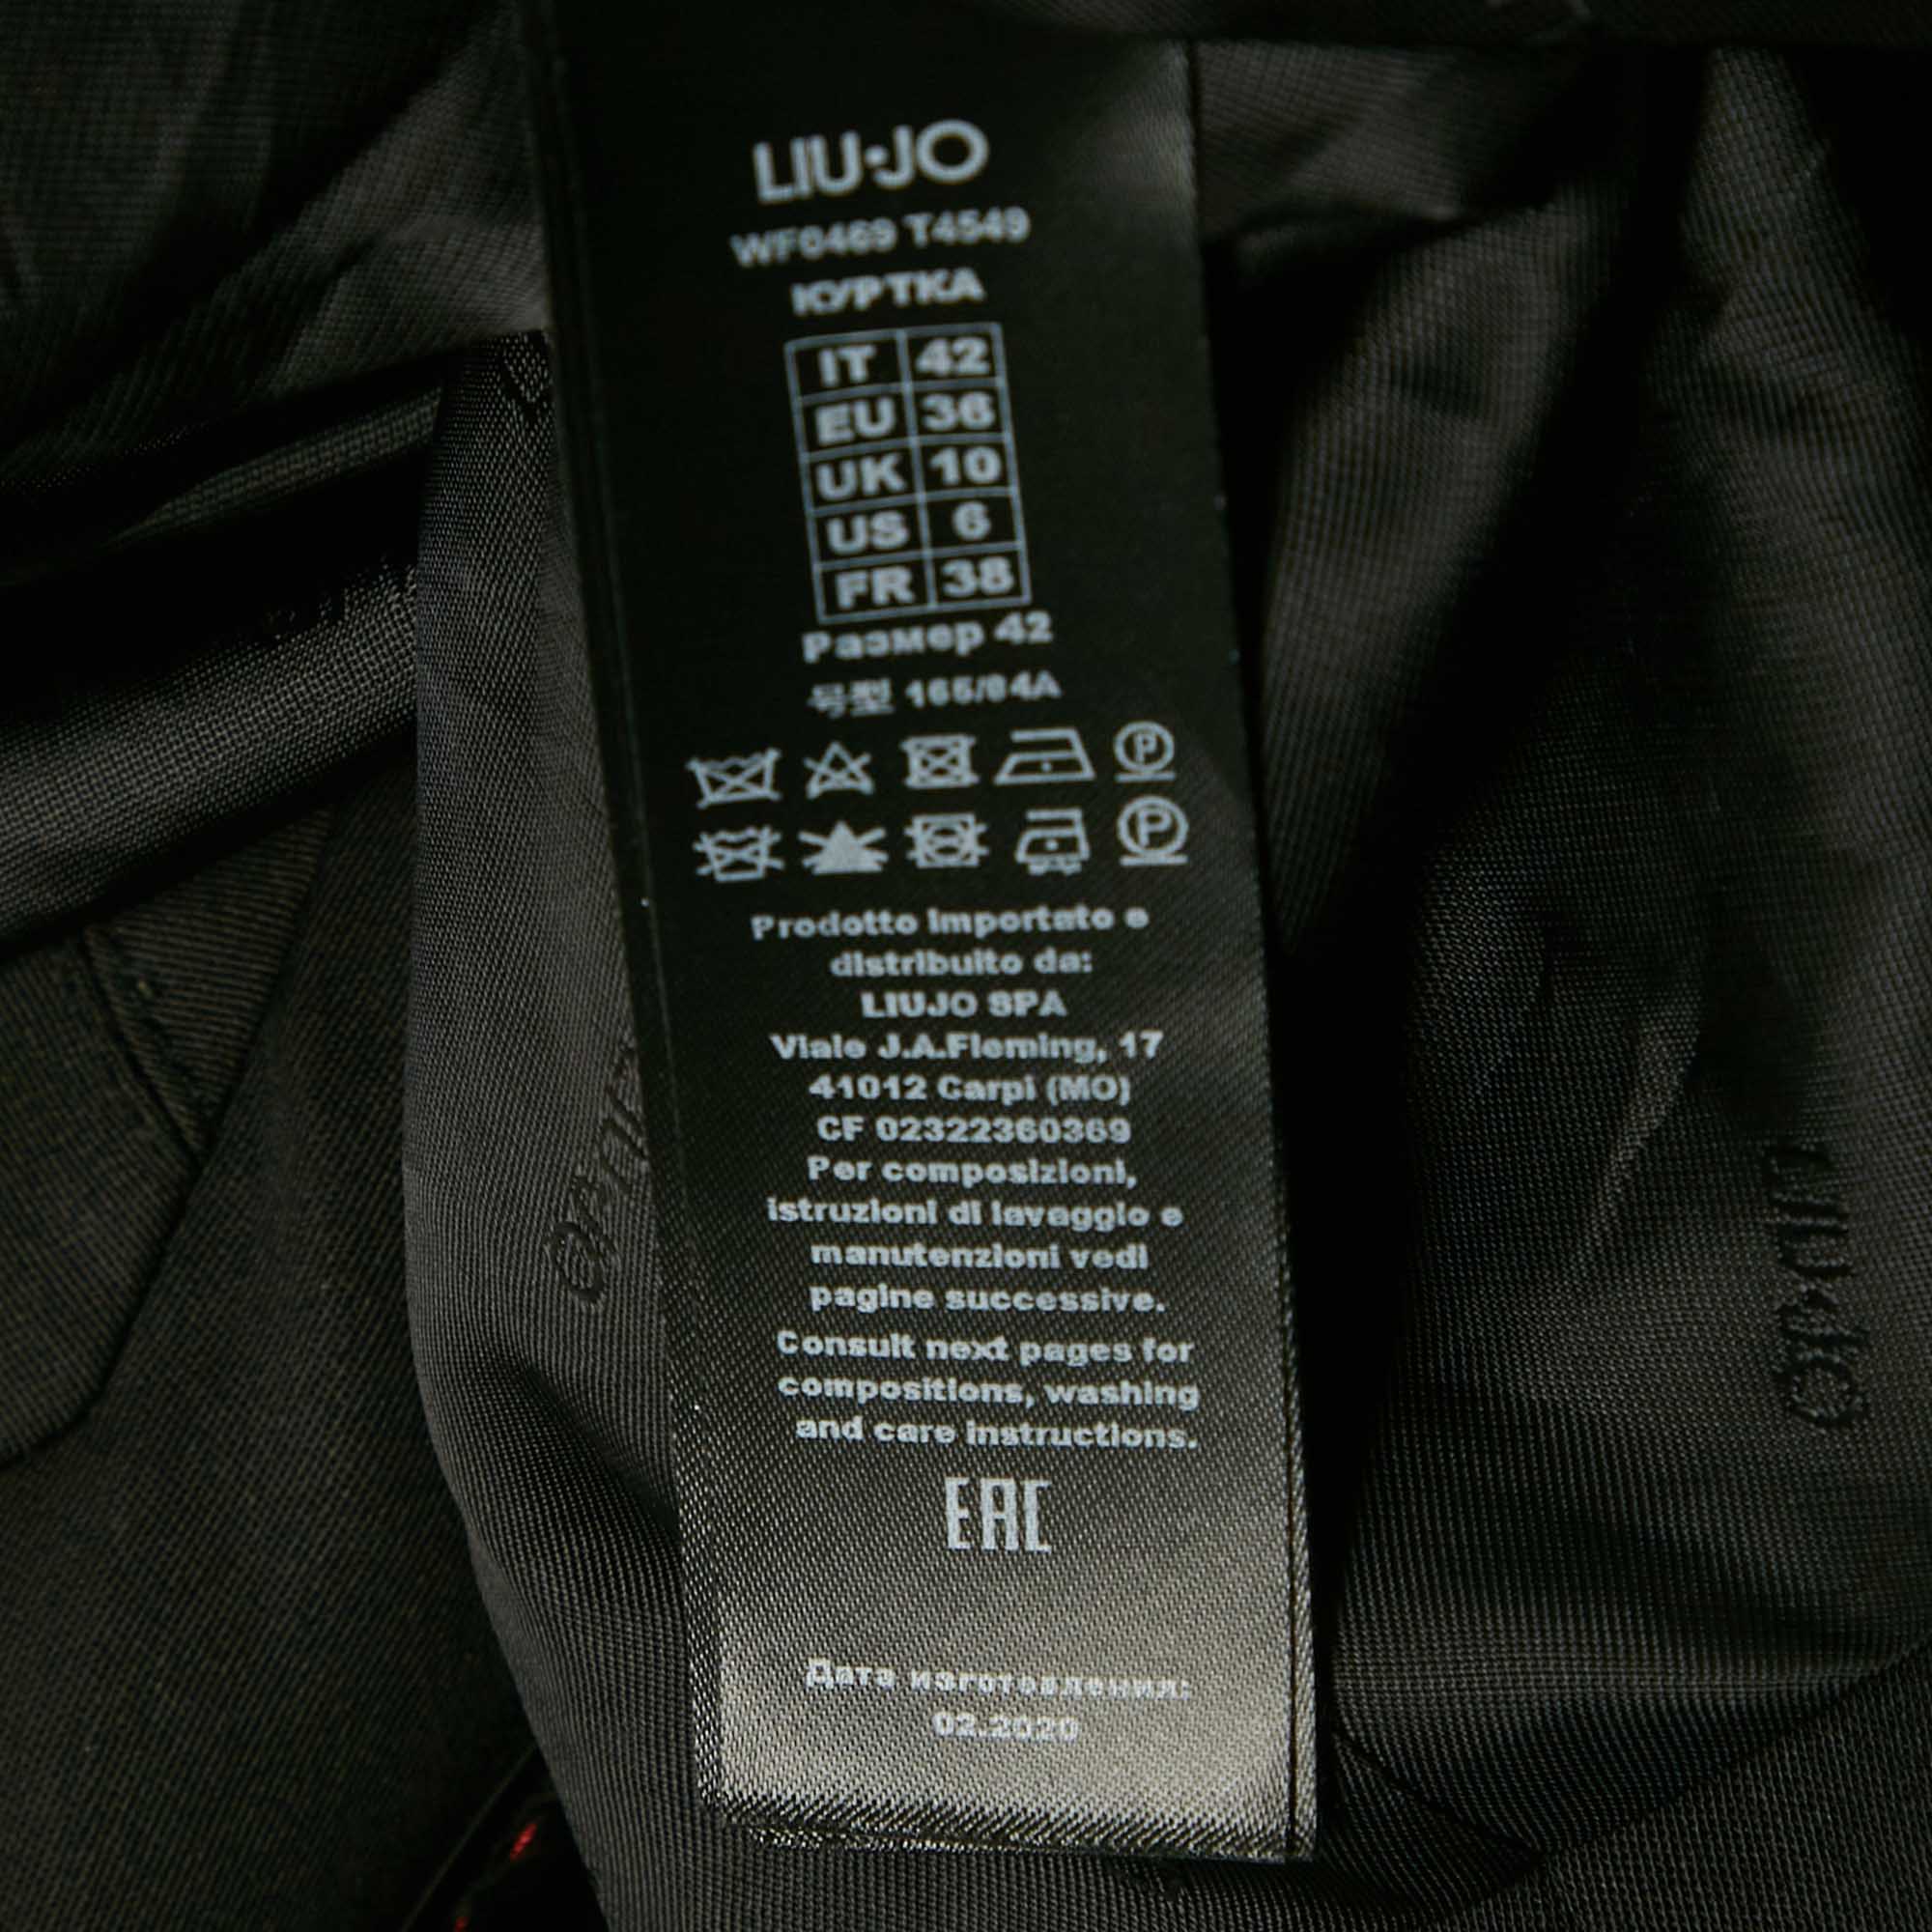 LIU·JO
WF0469 T4549
КУРТКА
IT 42
EU 36
UK 10
US 6
FR 38
Размер 42
号型 165/84A
Prodotto importato e
distribuito da:
LIUJO SPA
Viale J.A.Fleming, 17
41012 Carpi (MO)
CF 02322360369
Per composizioni,
istruzioni di lavaggio e
manutenzioni vedi
pagine successive.
Consult next pages for
compositions, washing
and care instructions.
EAC
Дата изготовления:
02.2020